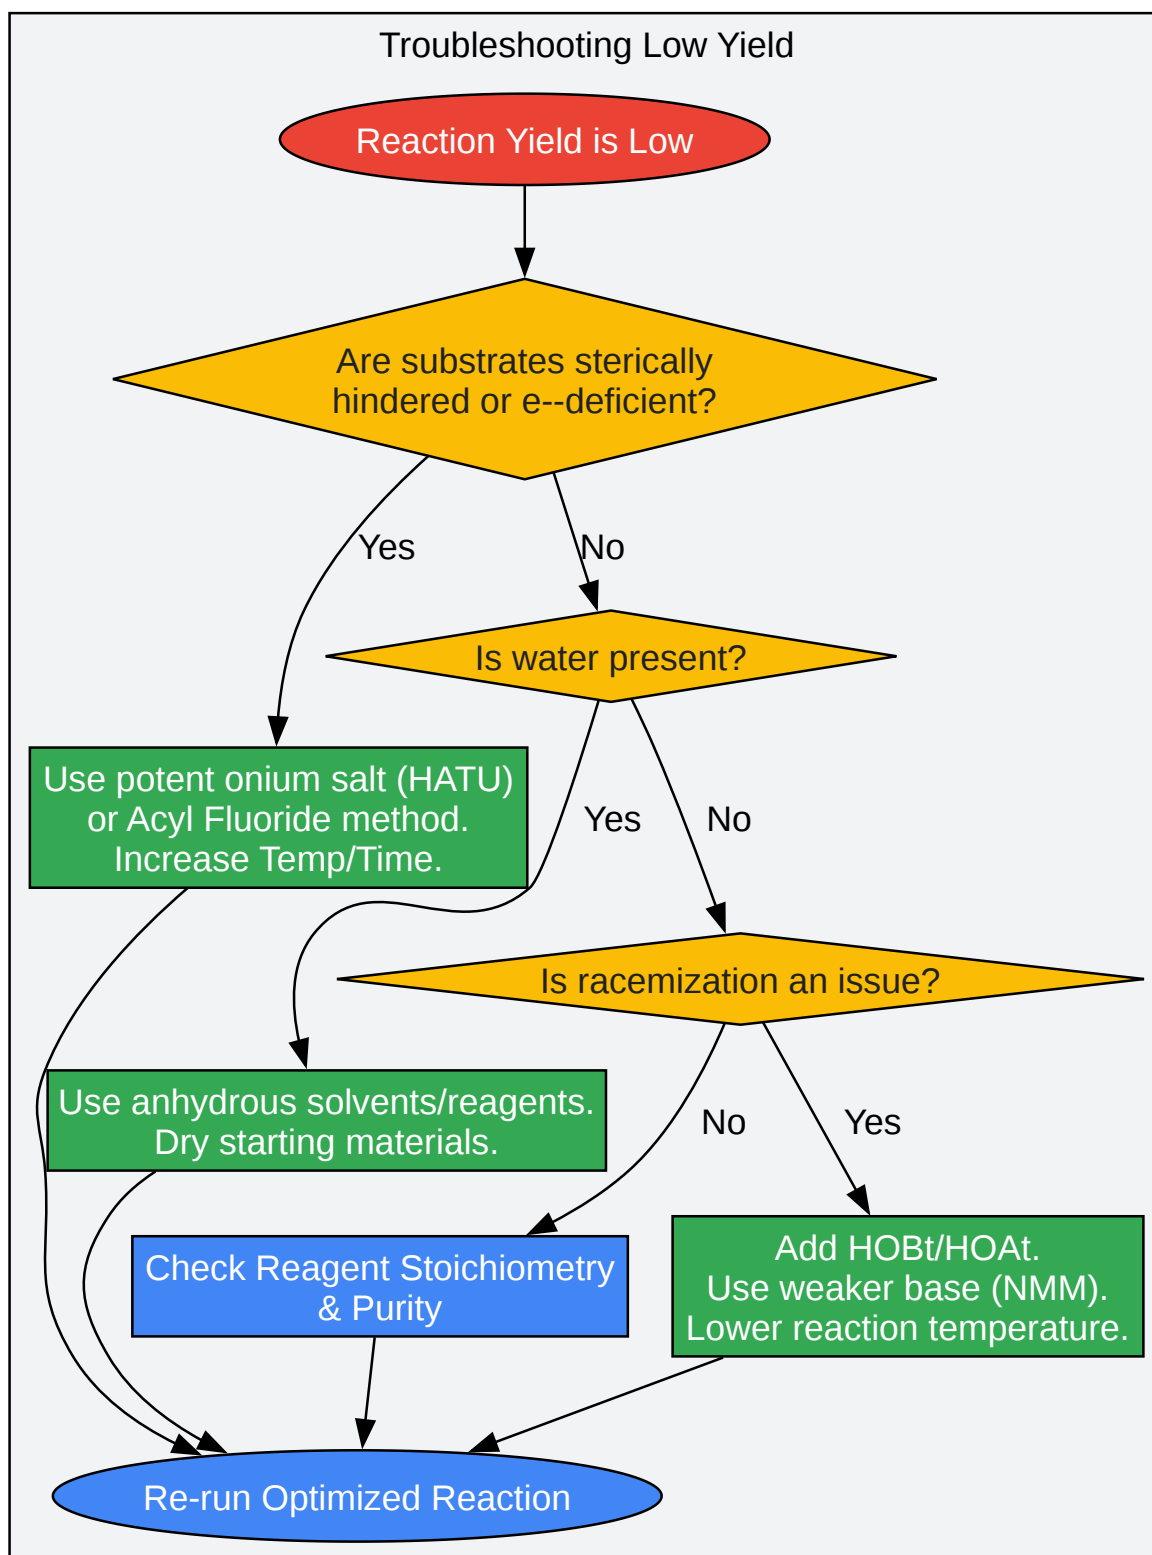 Troubleshooting Low Yield
Reaction Yield is Low
Are substrates sterically
hindered or e--deficient?
Yes
No
Is water present?
Use potent onium salt (HATU)
or Acyl Fluoride method.
Increase Temp/Time.
Yes
No
Is racemization an issue?
Use anhydrous solvents/reagents.
Dry starting materials.
No
Yes
Check Reagent Stoichiometry
& Purity
Add HOBt/HOAt.
Use weaker base (NMM).
Lower reaction temperature.
Re-run Optimized Reaction